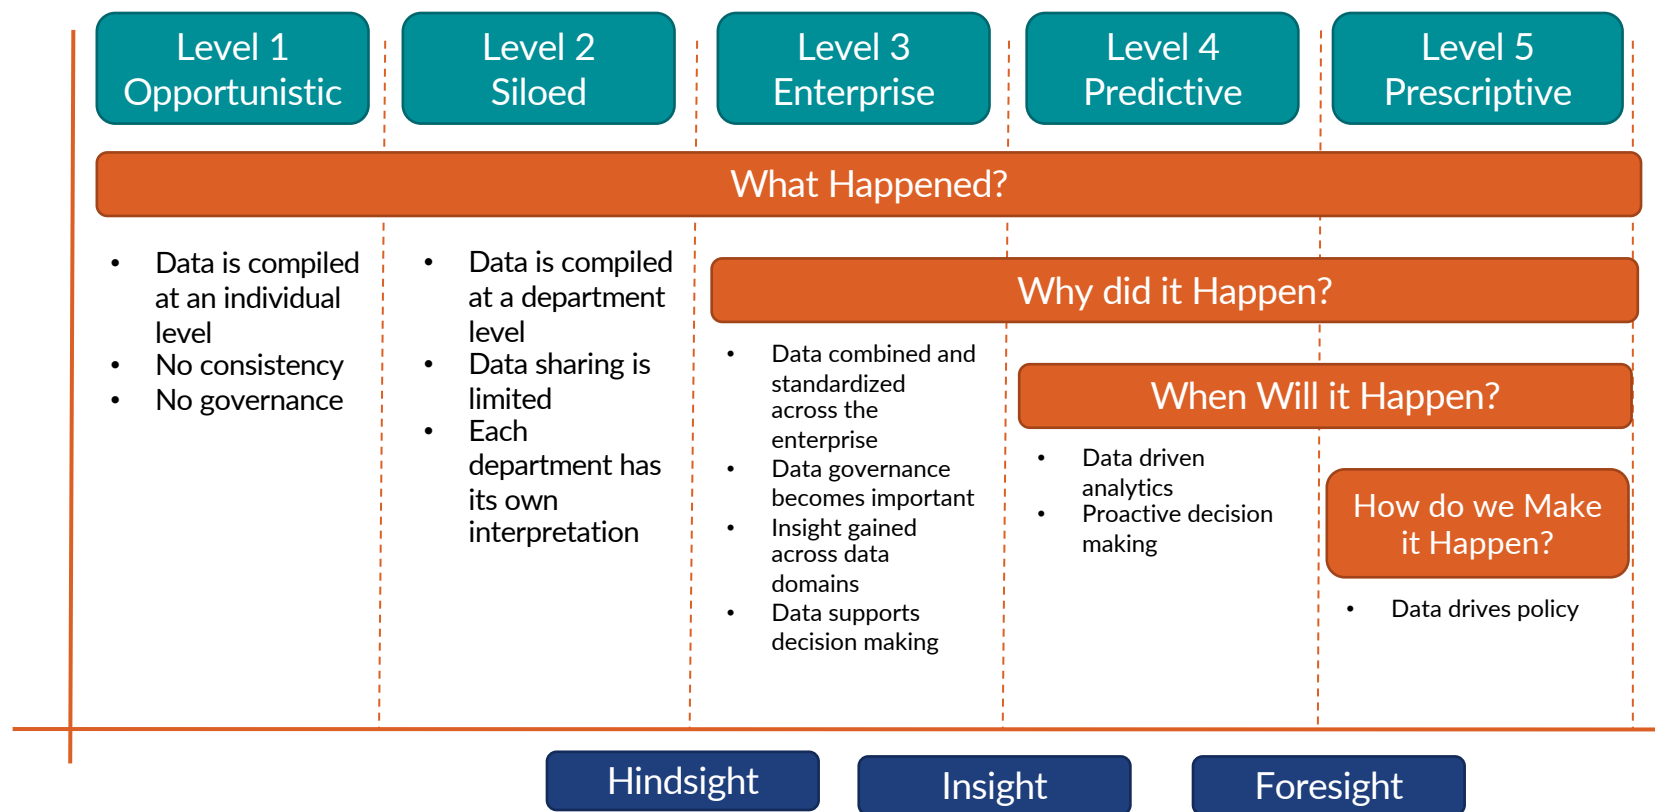 Level 1
Opportunistic
Level 2
Siloed
Level 3
Enterprise
Level 4
Predictive
Level 5
Prescriptive
What Happened?
• Data is compiled
at an individual
level
• No consistency
• No governance
• Data is compiled
at a department
level
• Data sharing is
limited
• Each
department has
its own
interpretation
Why did it Happen?
• Data combined and
standardized
across the
enterprise
• Data governance
becomes important
• Insight gained
across data
domains
• Data supports
decision making
When Will it Happen?
• Data driven
analytics
• Proactive decision
making
How do we Make
it Happen?
• Data drives policy
Hindsight
Insight
Foresight